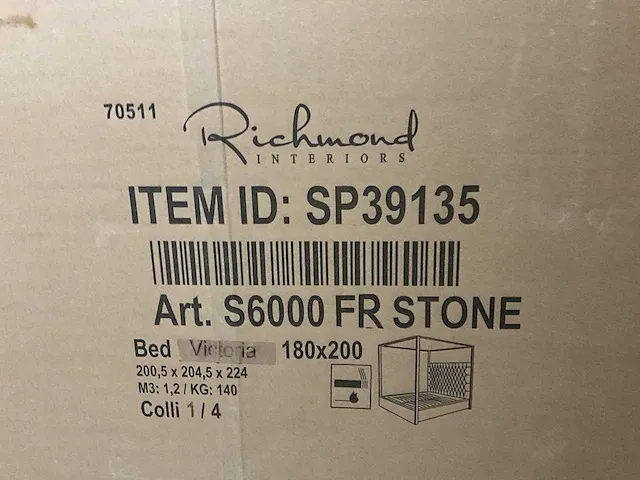 70511
Richmond
INTERIORS
ITEM ID: SP39135
Art. S6000 FR STONE
Bed Victoria 180x200
200,5 x 204,5 x 224
M3: 1,2 / KG: 140
Colli 1 / 4